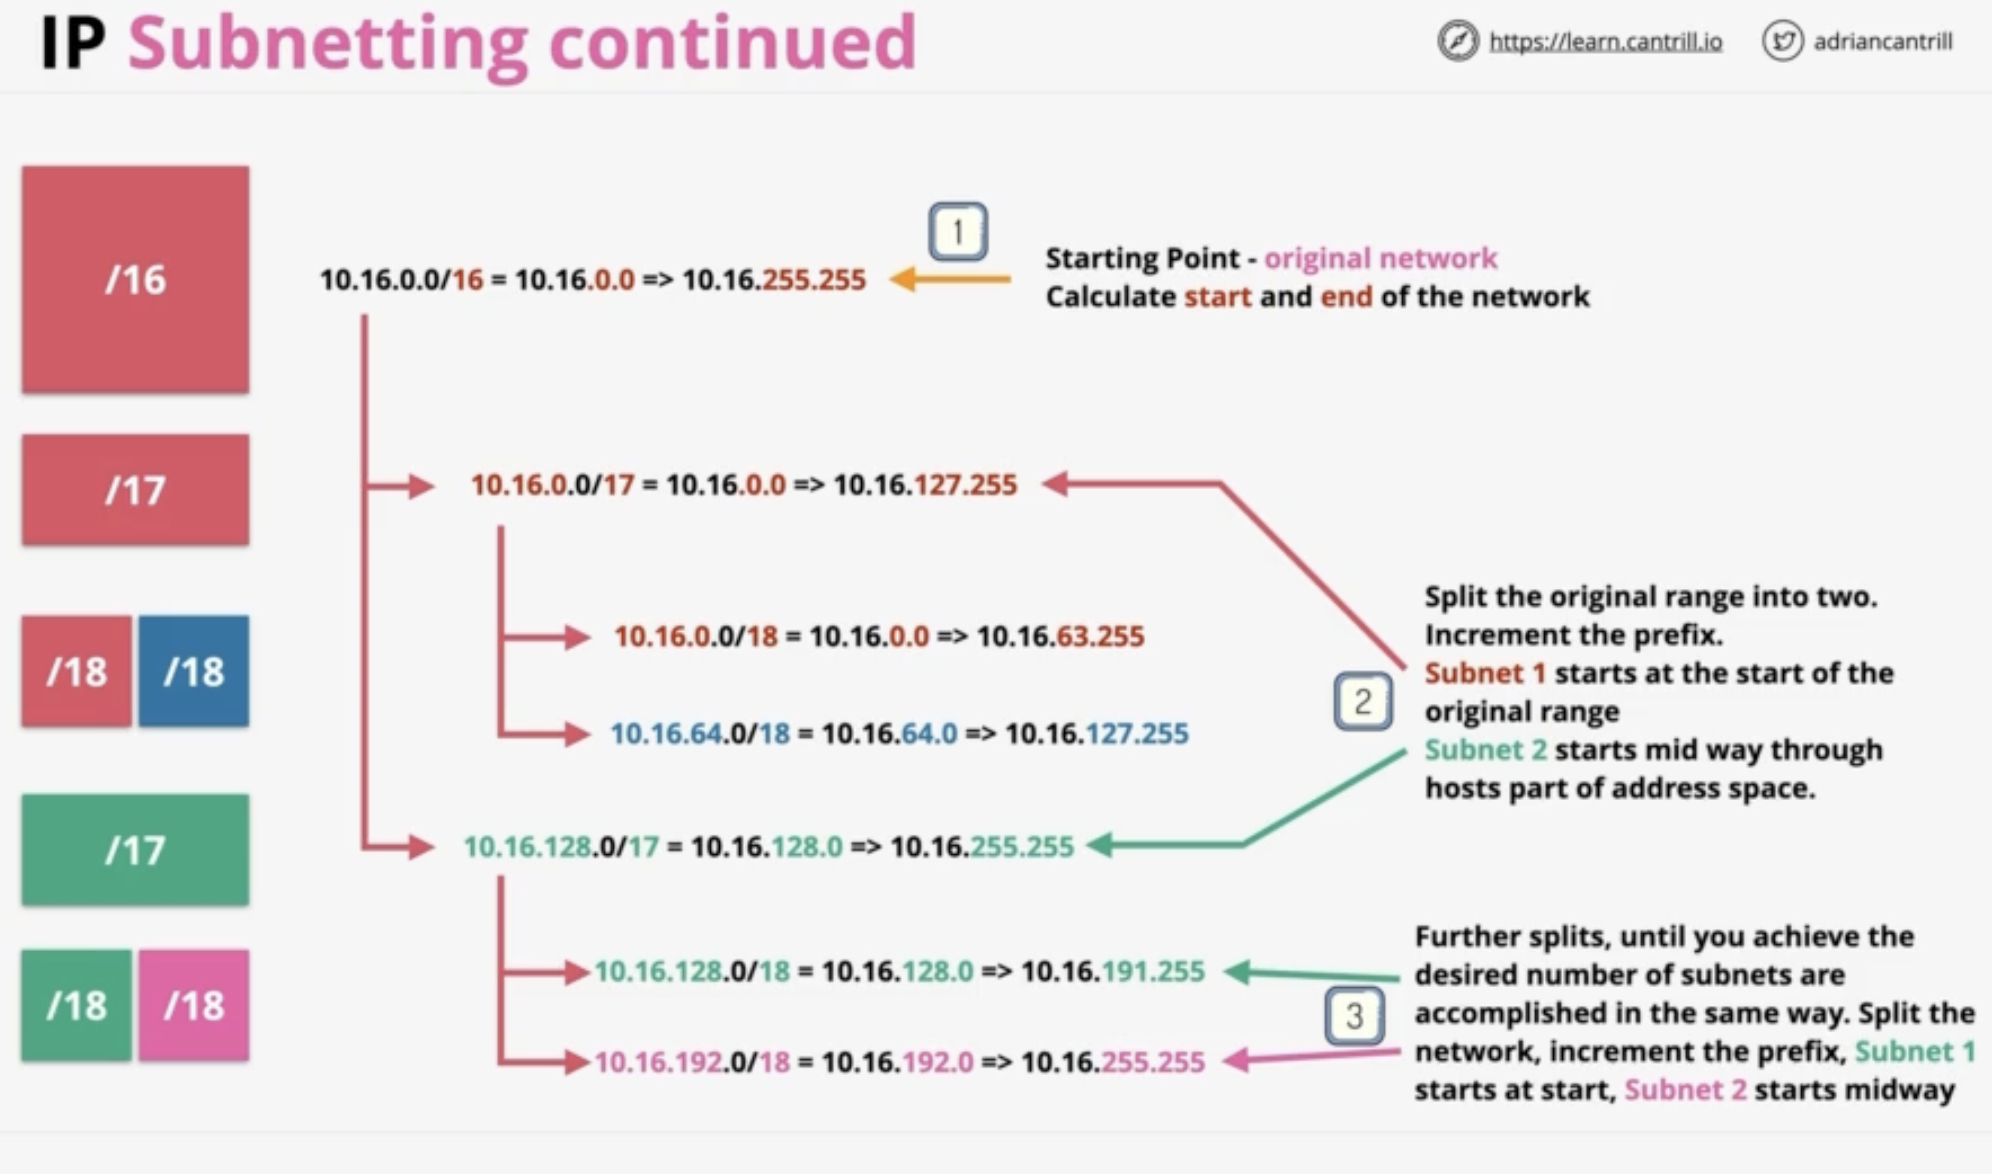 IP Subnetting continued
https://learn.cantrill.io
adriancantrill
/16
10.16.0.0/16 = 10.16.0.0 => 10.16.255.255
1
Starting Point - original network
Calculate start and end of the network
/17
10.16.0.0/17 = 10.16.0.0 => 10.16.127.255
/18
/18
10.16.0.0/18 = 10.16.0.0 => 10.16.63.255
10.16.64.0/18 = 10.16.64.0 => 10.16.127.255
2
Split the original range into two.
Increment the prefix.
Subnet 1 starts at the start of the
original range
Subnet 2 starts mid way through
hosts part of address space.
/17
10.16.128.0/17 = 10.16.128.0 => 10.16.255.255
/18
/18
10.16.128.0/18 = 10.16.128.0 => 10.16.191.255
10.16.192.0/18 = 10.16.192.0 => 10.16.255.255
3
Further splits, until you achieve the
desired number of subnets are
accomplished in the same way. Split the
network, increment the prefix, Subnet 1
starts at start, Subnet 2 starts midway